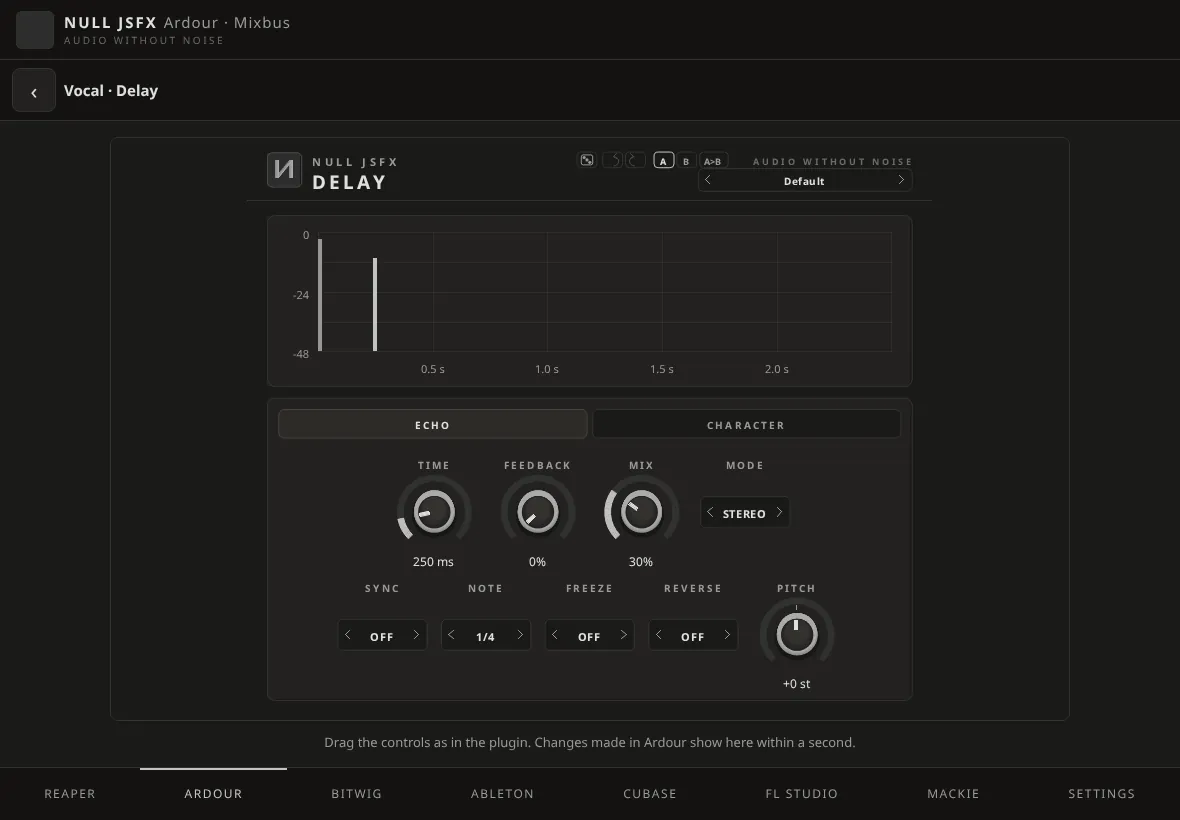 NULL JSFX Ardour · Mixbus
AUDIO WITHOUT NOISE
‹ Vocal · Delay
NULL JSFX
DELAY
A B A>B AUDIO WITHOUT NOISE
Default
0
-24
-48
0.5 s 1.0 s 1.5 s 2.0 s
ECHO CHARACTER
TIME FEEDBACK MIX MODE
STEREO
250 ms 0% 30%
SYNC NOTE FREEZE REVERSE PITCH
OFF 1/4 OFF OFF
+0 st
Drag the controls as in the plugin. Changes made in Ardour show here within a second.
REAPER ARDOUR BITWIG ABLETON CUBASE FL STUDIO MACKIE SETTINGS